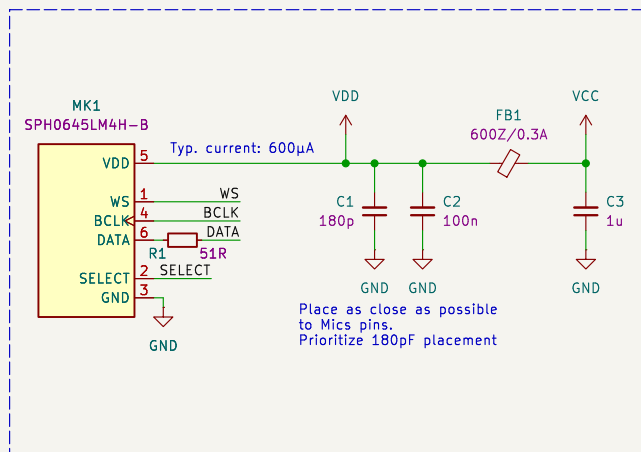 MK1
SPH0645LM4H-B
VDD
5
WS
1
BCLK
4
DATA
6
SELECT
2
GND
3
Typ. current: 600µA
WS
BCLK
DATA
R1
51R
SELECT
GND
VDD
C1
180p
GND
C2
100n
GND
FB1
600Z/0.3A
VCC
C3
1u
GND
Place as close as possible
to Mics pins.
Prioritize 180pF placement